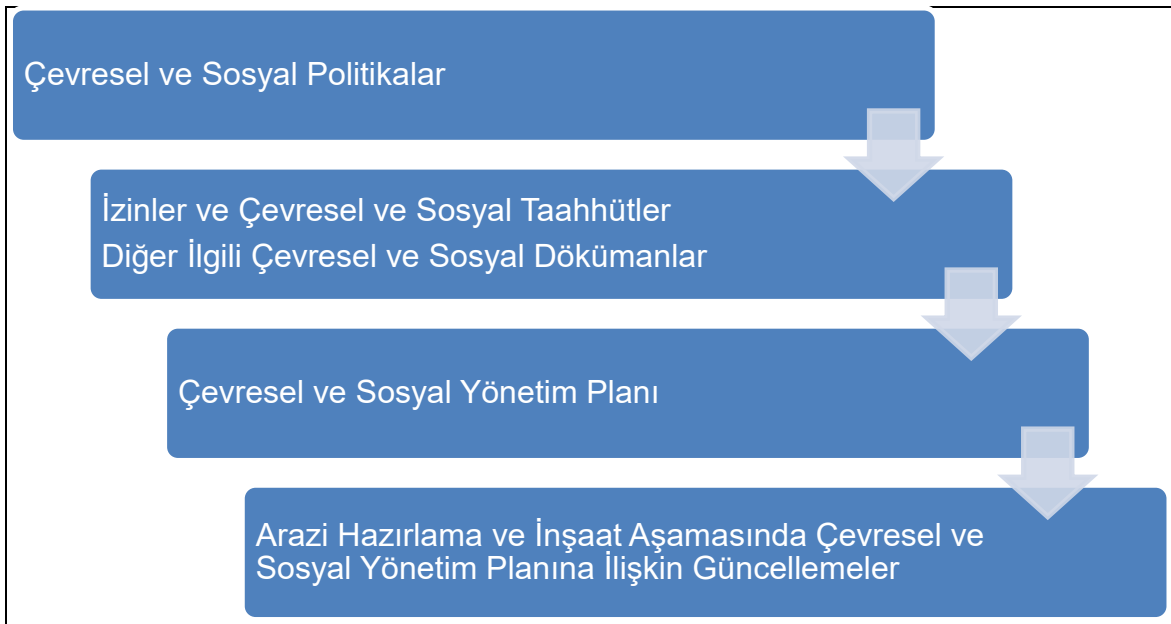 Çevresel ve Sosyal Politikalar
İzinler ve Çevresel ve Sosyal Taahhütler
Diğer İlgili Çevresel ve Sosyal Dökümanlar
Çevresel ve Sosyal Yönetim Planı
Arazi Hazırlama ve İnşaat Aşamasında Çevresel ve
Sosyal Yönetim Planına İlişkin Güncellemeler